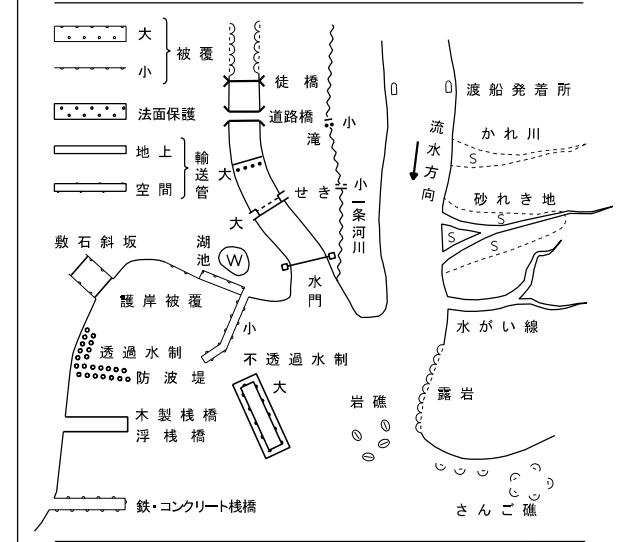 大
被覆
小
法面保護
地上
輸送管
空間
徒橋
道路橋
小
滝
大
せき
小
大
一条河川
渡船発着所
かれ川
S
流水方向
砂れき地
S
S
S
敷石斜坂
湖池
W
水門
護岸被覆
小
水がい線
透過水制
不透過水制
防波堤
大
岩礁
露岩
木製桟橋
浮桟橋
鉄・コンクリート桟橋
さんご礁